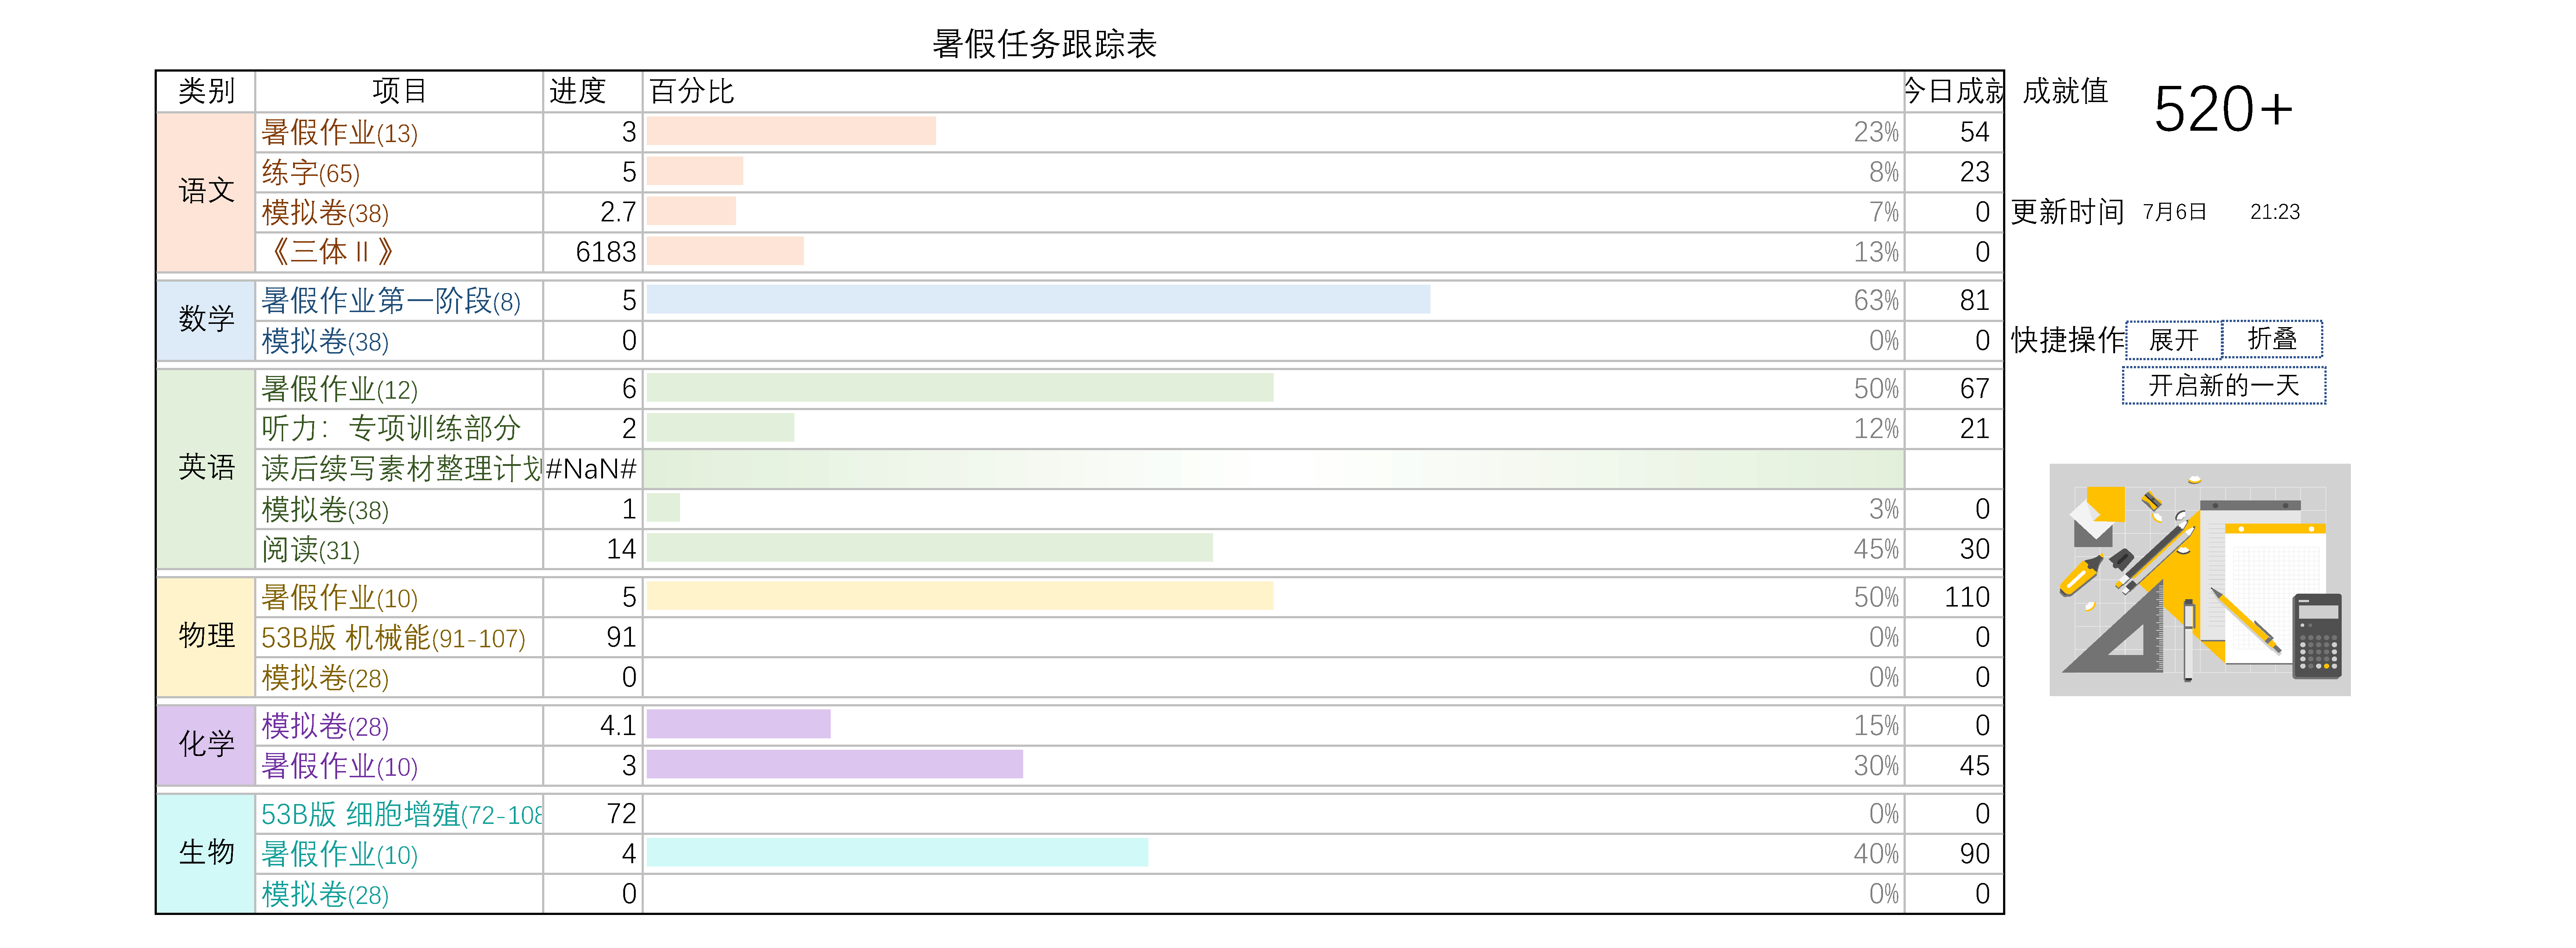 暑假任务跟踪表
类别 项目 进度 百分比 今日成就 成就值 520+
语文 暑假作业(13) 3 23% 54
练字(65) 5 8% 23
模拟卷(38) 2.7 7% 0 更新时间 7月6日 21:23
《三体Ⅱ》 6183 13% 0
数学 暑假作业第一阶段(8) 5 63% 81
模拟卷(38) 0 0% 0 快捷操作 展开 折叠
开启新的一天
英语 暑假作业(12) 6 50% 67
听力：专项训练部分 2 12% 21
读后续写素材整理计划 #NaN#
模拟卷(38) 1 3% 0
阅读(31) 14 45% 30
物理 暑假作业(10) 5 50% 110
53B版 机械能(91-107) 91 0% 0
模拟卷(28) 0 0% 0
化学 模拟卷(28) 4.1 15% 0
暑假作业(10) 3 30% 45
生物 53B版 细胞增殖(72-108 72 0% 0
暑假作业(10) 4 40% 90
模拟卷(28) 0 0% 0